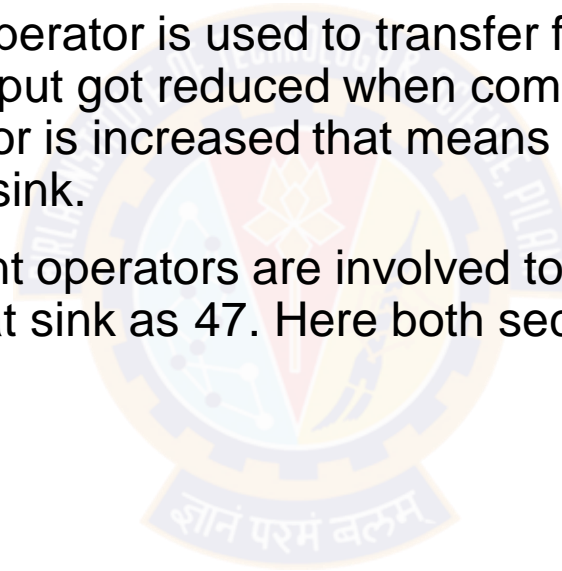 perator is used to transfer f
put got reduced when com
or is increased that means
sink.
nt operators are involved to
at sink as 47. Here both sec
ज्ञानं परमं बलम्